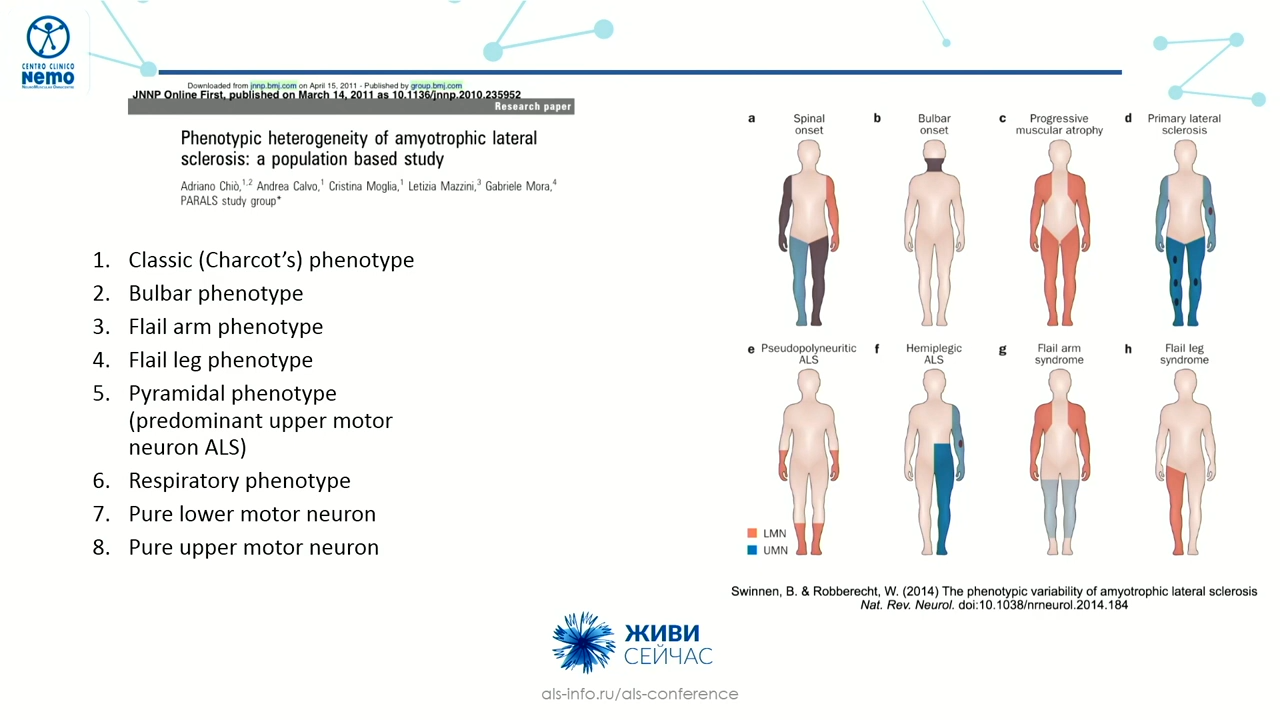 CENTRO CLINICO
NeMO
NEUROMUSCULAR OMNICENTRE
Downloaded from jnnp.bmj.com on April 15, 2011 - Published by group.bmj.com
JNNP Online First, published on March 14, 2011 as 10.1136/jnnp.2010.235952
Research paper
Phenotypic heterogeneity of amyotrophic lateral
sclerosis: a population based study
Adriano Chiò,1,2 Andrea Calvo,1 Cristina Moglia,1 Letizia Mazzini,3 Gabriele Mora,4
PARALS study group*
1. Classic (Charcot’s) phenotype
2. Bulbar phenotype
3. Flail arm phenotype
4. Flail leg phenotype
5. Pyramidal phenotype
(predominant upper motor
neuron ALS)
6. Respiratory phenotype
7. Pure lower motor neuron
8. Pure upper motor neuron
a Spinal
onset
b Bulbar
onset
c Progressive
muscular atrophy
d Primary lateral
sclerosis
e Pseudopolyneuritic
ALS
f Hemiplegic
ALS
g Flail arm
syndrome
h Flail leg
syndrome
LMN
UMN
Swinnen, B. & Robberecht, W. (2014) The phenotypic variability of amyotrophic lateral sclerosis
Nat. Rev. Neurol. doi:10.1038/nrneurol.2014.184
ЖИВИ
СЕЙЧАС
als-info.ru/als-conference